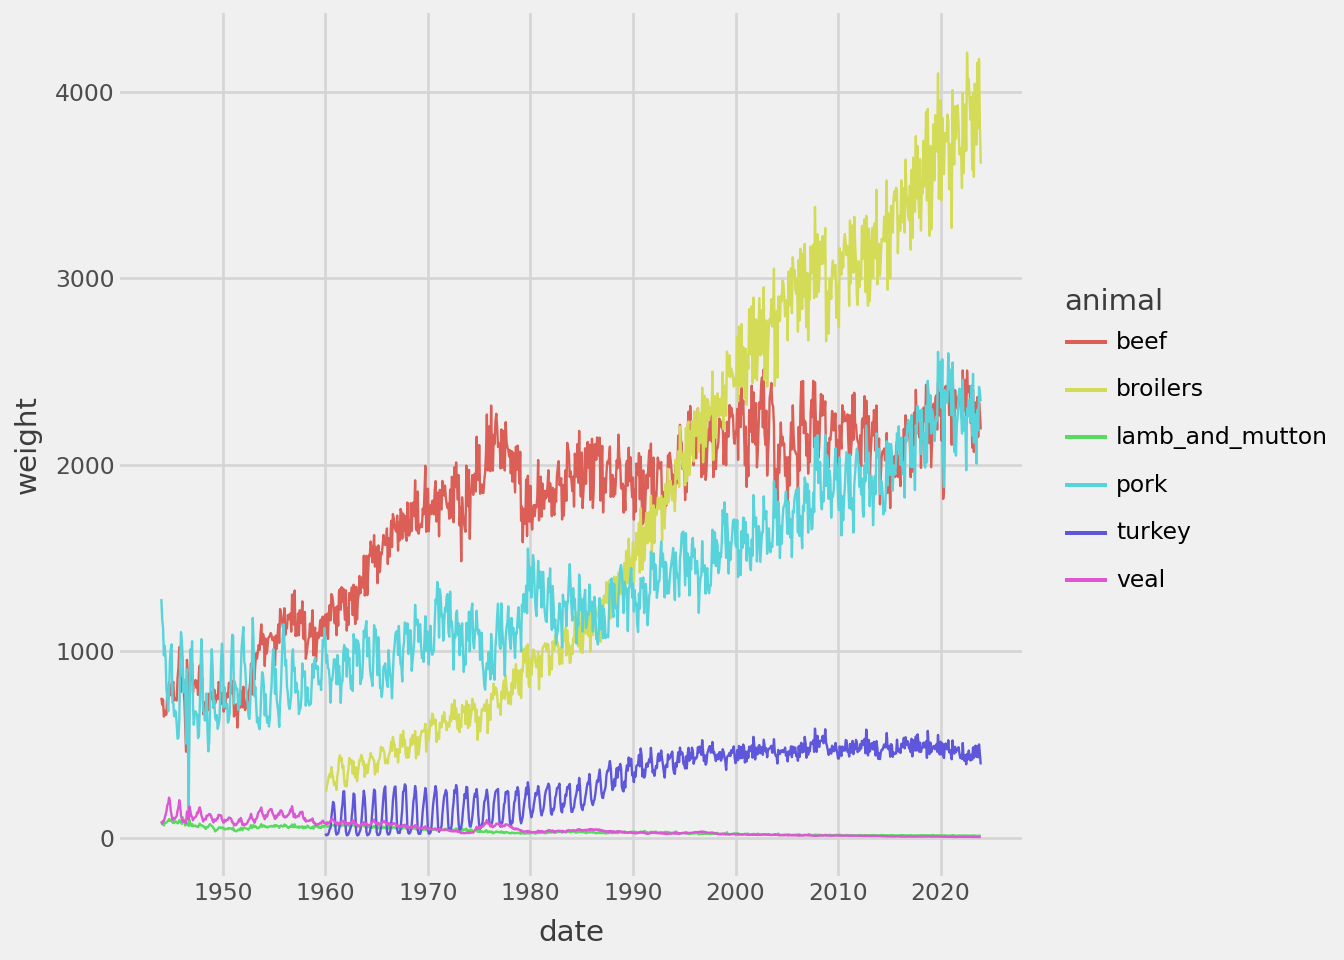 4000
3000
2000
1000
0
weight
1950 1960 1970 1980 1990 2000 2010 2020
date
animal
beef
broilers
lamb_and_mutton
pork
turkey
veal